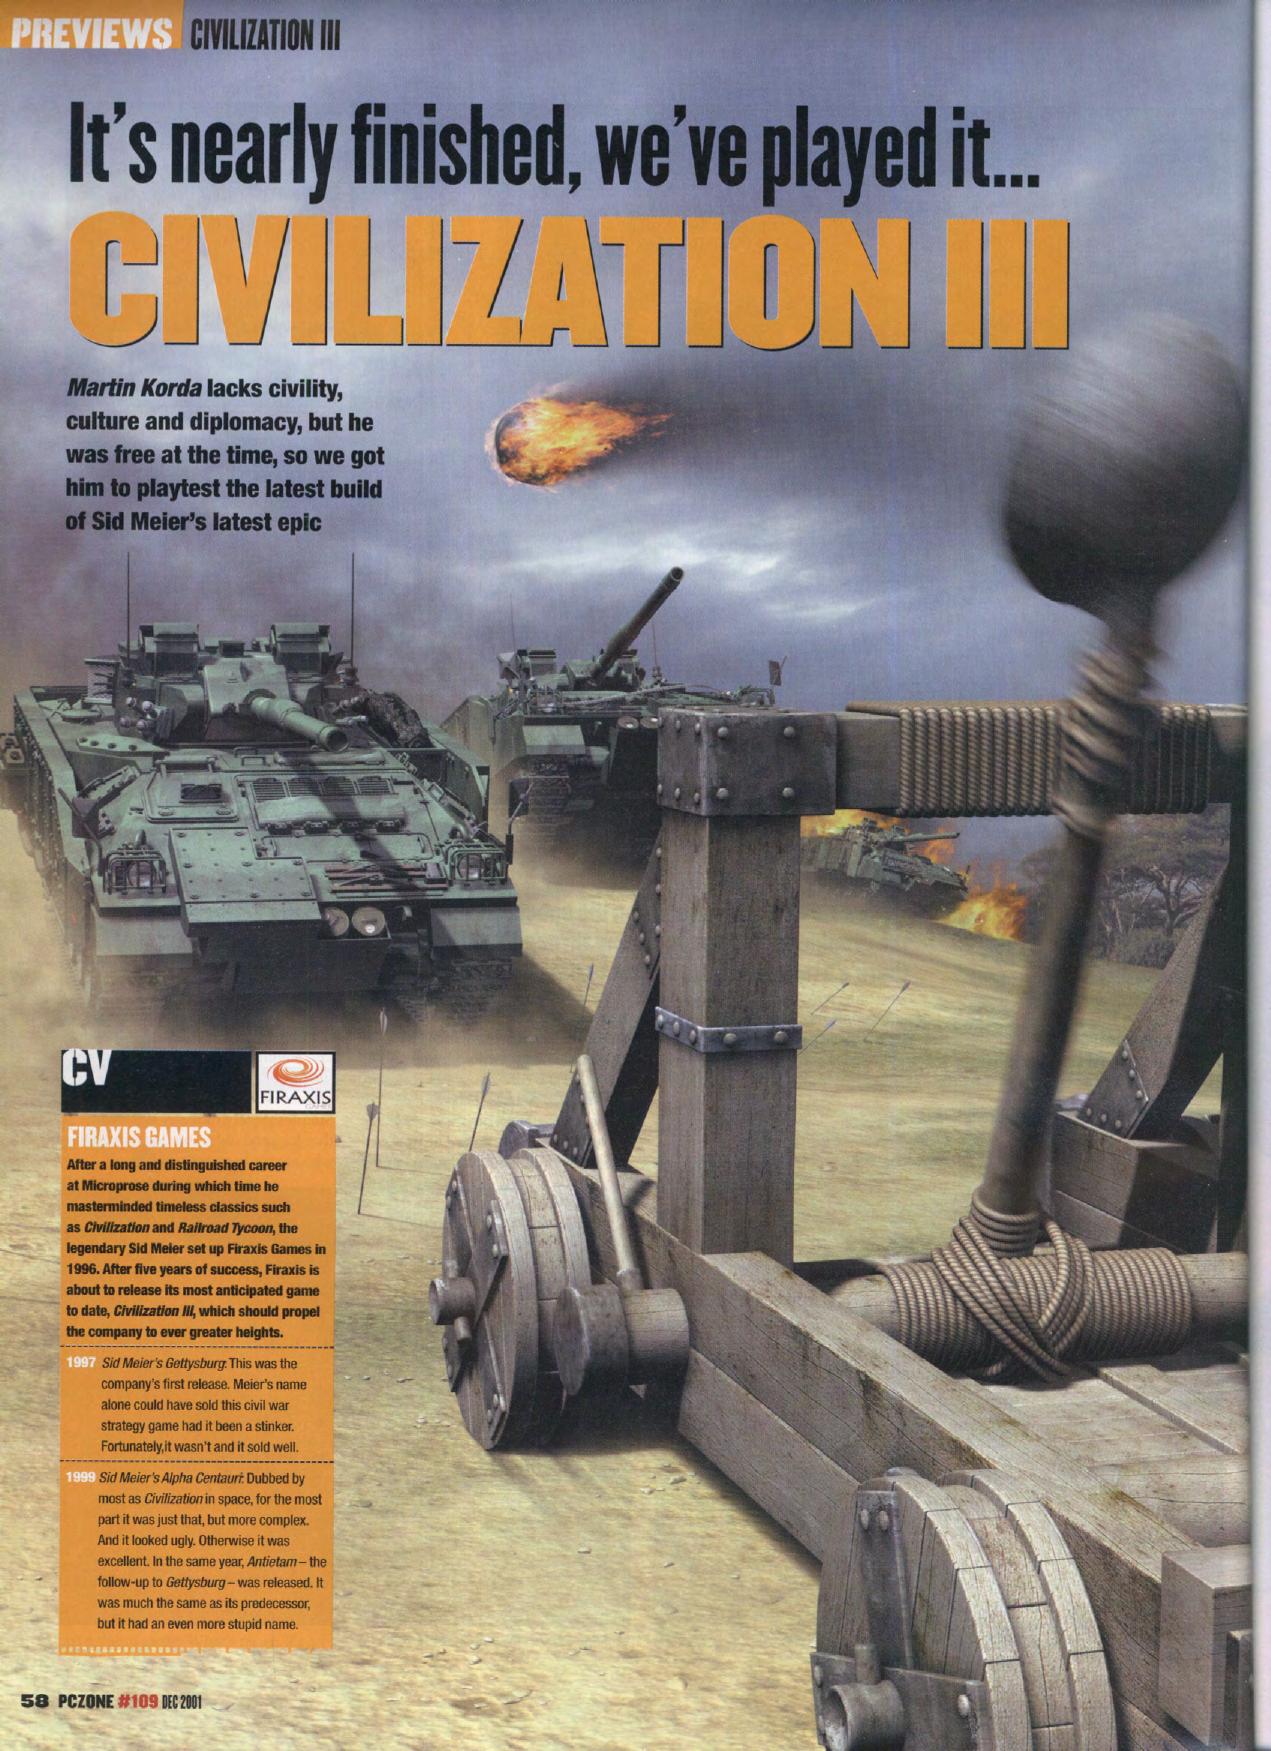 PREVIEWS CIVILIZATION III
It's nearly finished, we've played it...
CIVILIZATION III
Martin Korda lacks civility,
culture and diplomacy, but he
was free at the time, so we got
him to playtest the latest build
of Sid Meier's latest epic
CV
FIRAXIS
GAMES
FIRAXIS GAMES
After a long and distinguished career
at Microprose during which time he
masterminded timeless classics such
as Civilization and Railroad Tycoon, the
legendary Sid Meier set up Firaxis Games in
1996. After five years of success, Firaxis is
about to release its most anticipated game
to date, Civilization III, which should propel
the company to ever greater heights.
1997 Sid Meier's Gettysburg: This was the
company's first release. Meier's name
alone could have sold this civil war
strategy game had it been a stinker.
Fortunately,it wasn't and it sold well.
1999 Sid Meier's Alpha Centauri: Dubbed by
most as Civilization in space, for the most
part it was just that, but more complex.
And it looked ugly. Otherwise it was
excellent. In the same year, Antietam – the
follow-up to Gettysburg – was released. It
was much the same as its predecessor,
but it had an even more stupid name.
58 PCZONE #109 DEC 2001